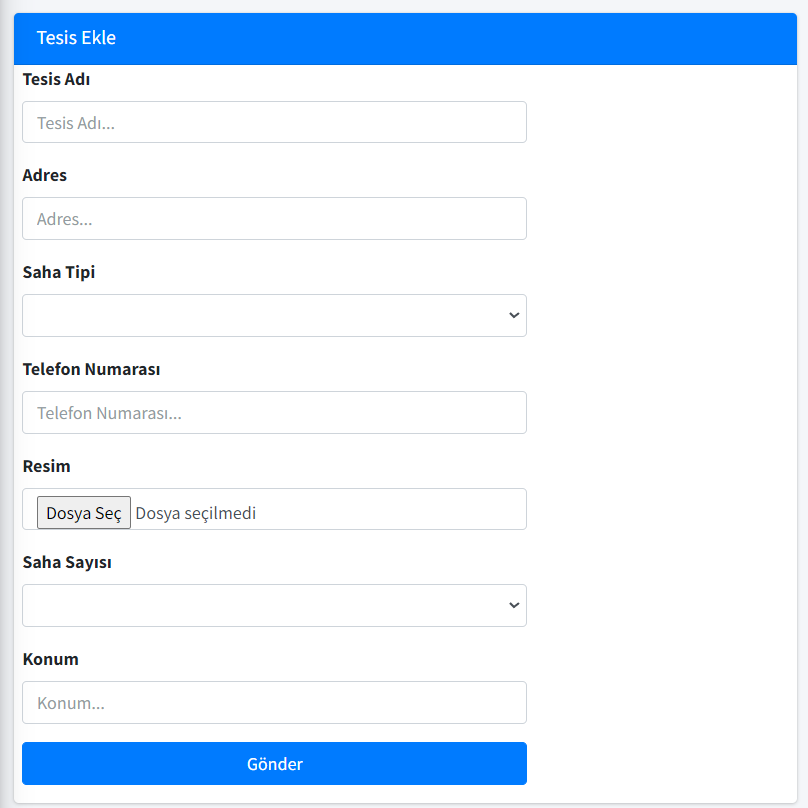 Tesis Ekle
Tesis Adı
Tesis Adı...
Adres
Adres...
Saha Tipi
Telefon Numarası
Telefon Numarası...
Resim
Dosya Seç Dosya seçilmedi
Saha Sayısı
Konum
Konum...
Gönder